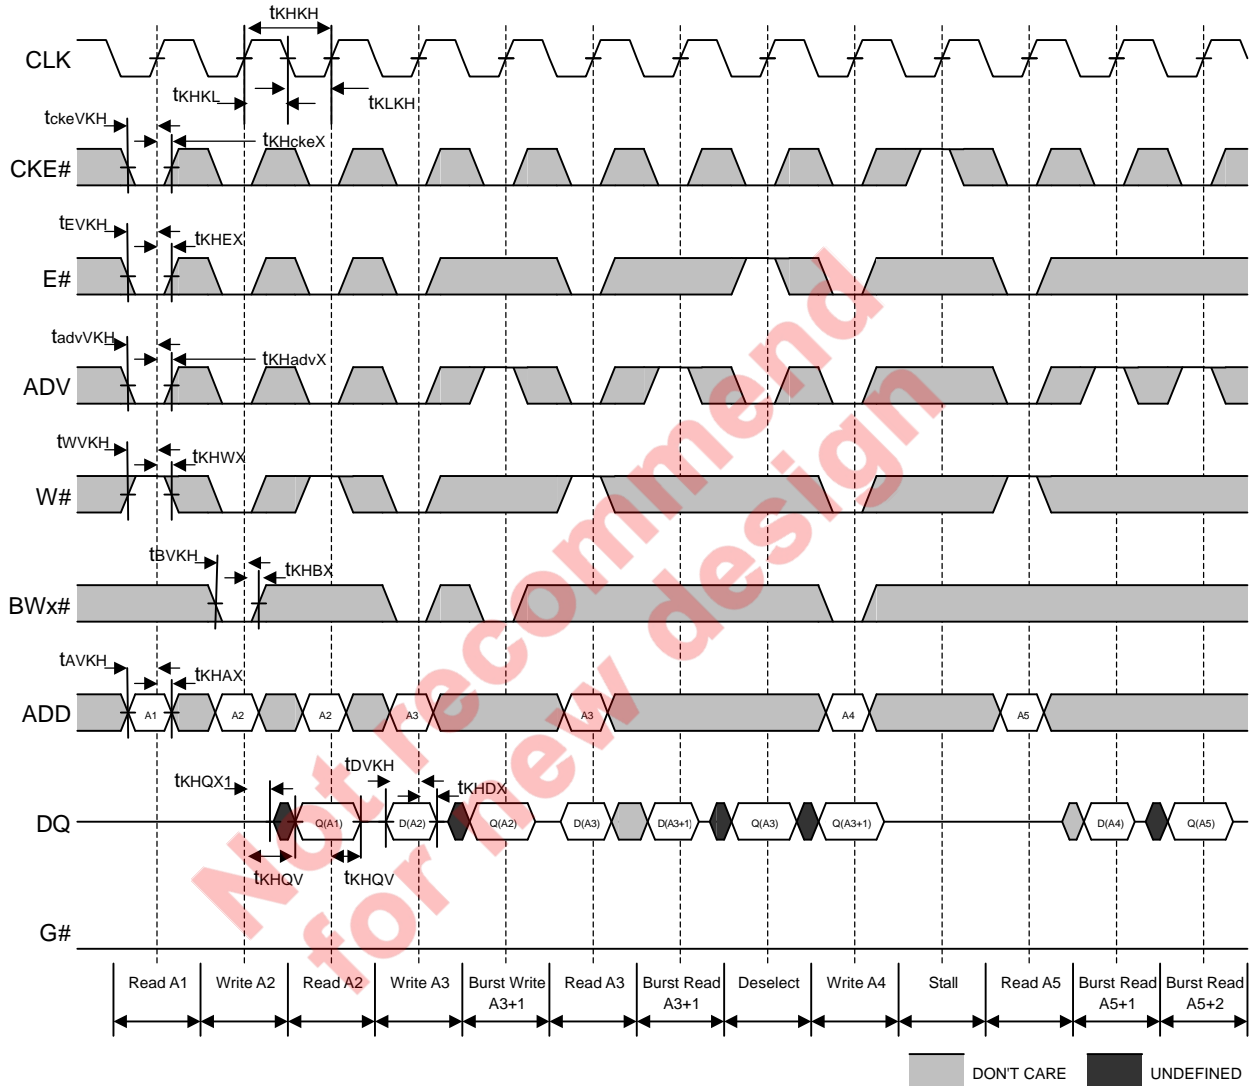 tKHKH
CLK
tKHKL
tKLKH
tckeVKH
tKHckeX
CKE#
tEVKH
tKHEX
E#
tadvVKH
tKHadvX
ADV
tWVKH
tKHWX
W#
tBVKH
tKHBX
BWx#
tAVKH
tKHAX
ADD
A1
A2
A2
A3
A3
A4
A5
tKHQX1
tDVKH
tKHDX
DQ
Q(A1)
D(A2)
Q(A2)
D(A3)
D(A3+1)
Q(A3)
Q(A3+1)
D(A4)
Q(A5)
tKHQV
tKHQV
G#
Read A1
Write A2
Read A2
Write A3
Burst Write
A3+1
Read A3
Burst Read
A3+1
Deselect
Write A4
Stall
Read A5
Burst Read
A5+1
Burst Read
A5+2
DON'T CARE
UNDEFINED
Not recommend
for new design